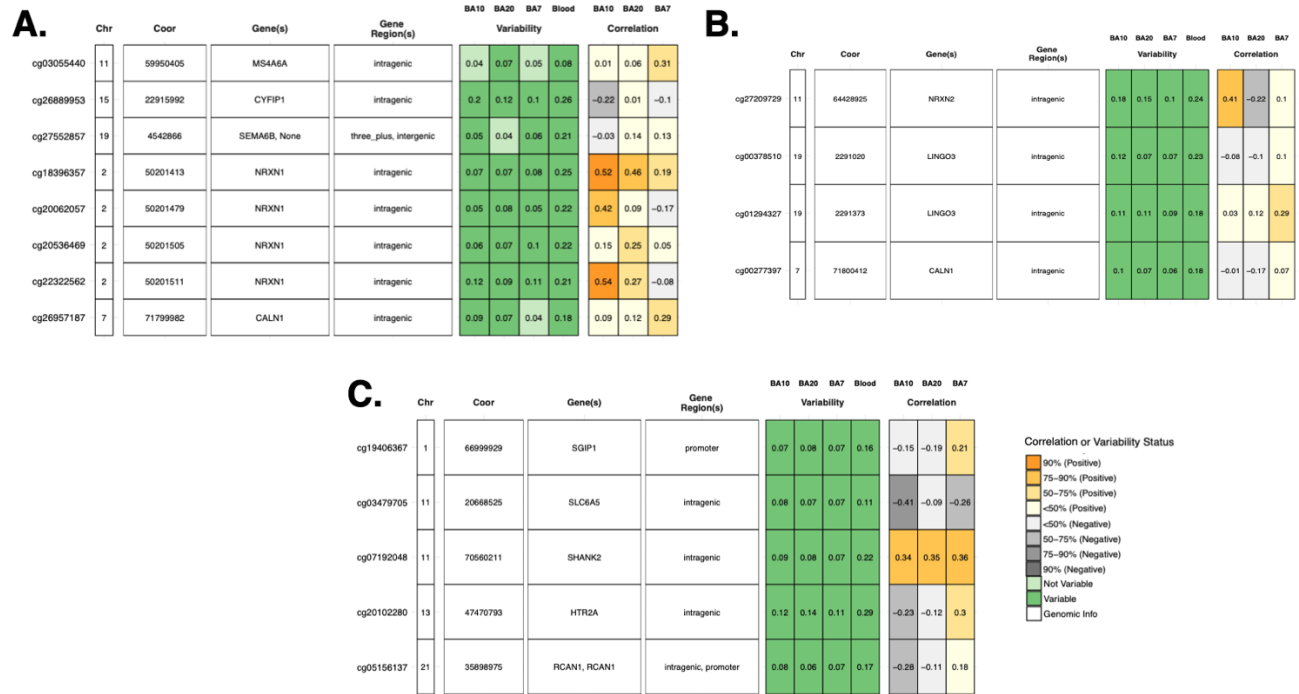 A.
BA10 BA20 BA7 Blood BA10 BA20 BA7
Chr Coor Gene(s) Gene Region(s) Variability Correlation
cg03055440 11 59950405 MS4A6A intragenic 0.04 0.07 0.05 0.08 0.01 0.06 0.31
cg26889953 15 22915992 CYFIP1 intragenic 0.2 0.12 0.1 0.26 −0.22 0.01 −0.1
cg27552857 19 4542866 SEMA6B, None three_plus, intergenic 0.05 0.04 0.06 0.21 −0.03 0.14 0.13
cg18396357 2 50201413 NRXN1 intragenic 0.07 0.07 0.08 0.25 0.52 0.46 0.19
cg20062057 2 50201479 NRXN1 intragenic 0.05 0.08 0.05 0.22 0.42 0.09 −0.17
cg20536469 2 50201505 NRXN1 intragenic 0.06 0.07 0.1 0.22 0.15 0.25 0.05
cg22322562 2 50201511 NRXN1 intragenic 0.12 0.09 0.11 0.21 0.54 0.27 −0.08
cg26957187 7 71799982 CALN1 intragenic 0.09 0.07 0.04 0.18 0.09 0.12 0.29
B.
BA10 BA20 BA7 Blood BA10 BA20 BA7
Chr Coor Gene(s) Gene Region(s) Variability Correlation
cg27209729 11 64428925 NRXN2 intragenic 0.18 0.15 0.1 0.24 0.41 −0.22 0.1
cg00378510 19 2291020 LINGO3 intragenic 0.12 0.07 0.07 0.23 −0.08 −0.1 0.1
cg01294327 19 2291373 LINGO3 intragenic 0.11 0.11 0.09 0.18 0.03 0.12 0.29
cg00277397 7 71800412 CALN1 intragenic 0.1 0.07 0.06 0.18 −0.01 −0.17 0.07
C.
BA10 BA20 BA7 Blood BA10 BA20 BA7
Chr Coor Gene(s) Gene Region(s) Variability Correlation
cg19406367 1 66999929 SGIP1 promoter 0.07 0.08 0.07 0.16 −0.15 −0.19 0.21
cg03479705 11 20668525 SLC6A5 intragenic 0.08 0.07 0.07 0.11 −0.41 −0.09 −0.26
cg07192048 11 70560211 SHANK2 intragenic 0.09 0.08 0.07 0.22 0.34 0.35 0.36
cg20102280 13 47470793 HTR2A intragenic 0.12 0.14 0.11 0.29 −0.23 −0.12 0.3
cg05156137 21 35898975 RCAN1, RCAN1 intragenic, promoter 0.08 0.06 0.07 0.17 −0.28 −0.11 0.18
Correlation or Variability Status
90% (Positive)
75−90% (Positive)
50−75% (Positive)
<50% (Positive)
<50% (Negative)
50−75% (Negative)
75−90% (Negative)
90% (Negative)
Not Variable
Variable
Genomic Info